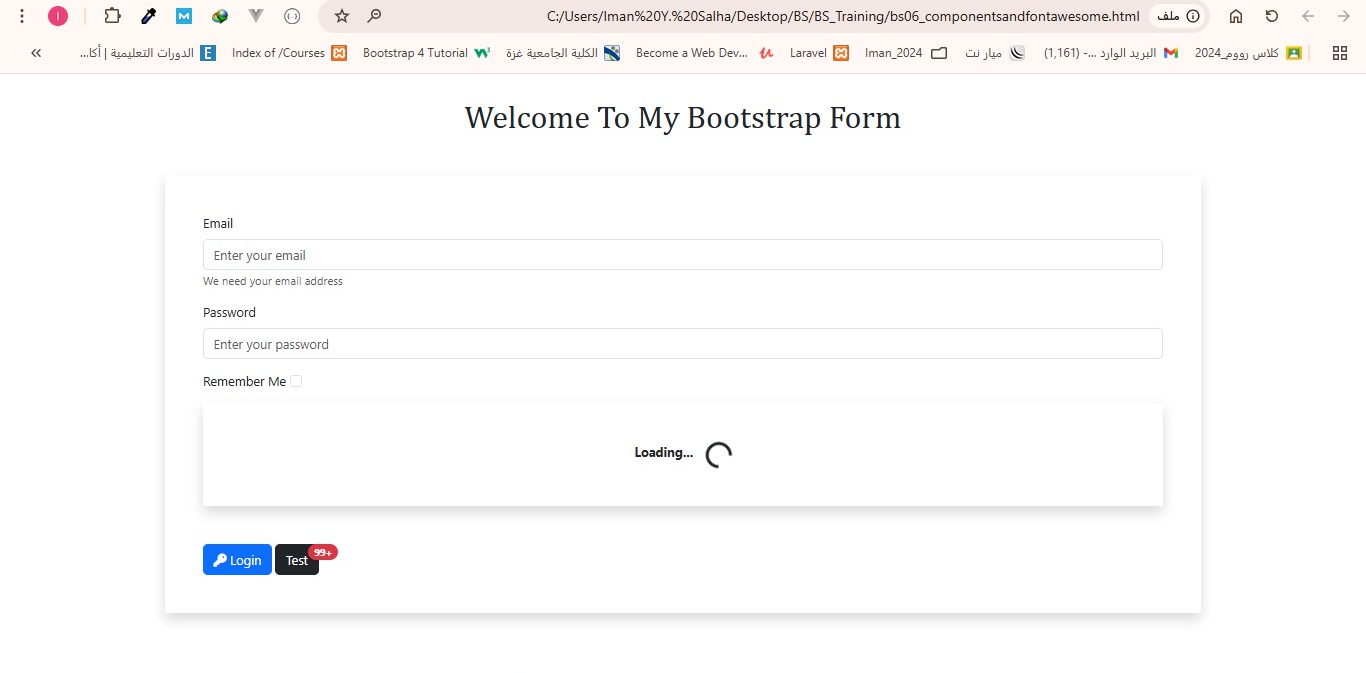 I
M
C:/Users/Iman%20Y.%20Salha/Desktop/BS/BS_Training/bs06_componentsandfontawesome.html ملف
كلاس رووم_2024
البريد الوارد ...- (1,161)
ميار نت
Iman_2024
Laravel
Become a Web Dev...
الكلية الجامعية غزة
Bootstrap 4 Tutorial
Index of /Courses
الدورات التعليمية | أكا...
E
Welcome To My Bootstrap Form
Email
Enter your email
We need your email address
Password
Enter your password
Remember Me
Loading...
Login
Test
99+